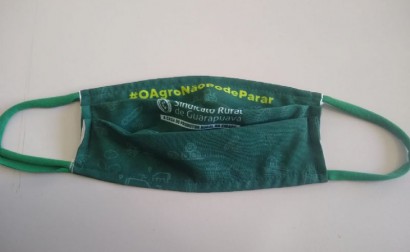 #OAgroNãoPodeParar
Sindicato Rural
de Guarapuava